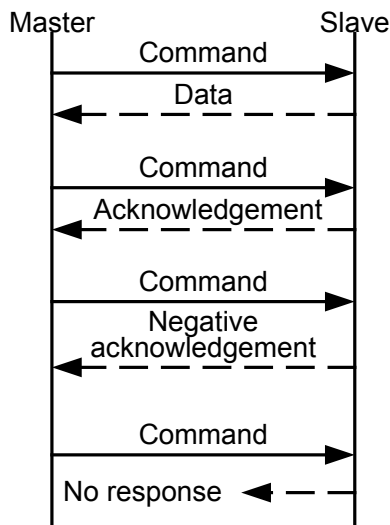 Master Slave
Command
Data
Command
Acknowledgement
Command
Negative
acknowledgement
Command
No response